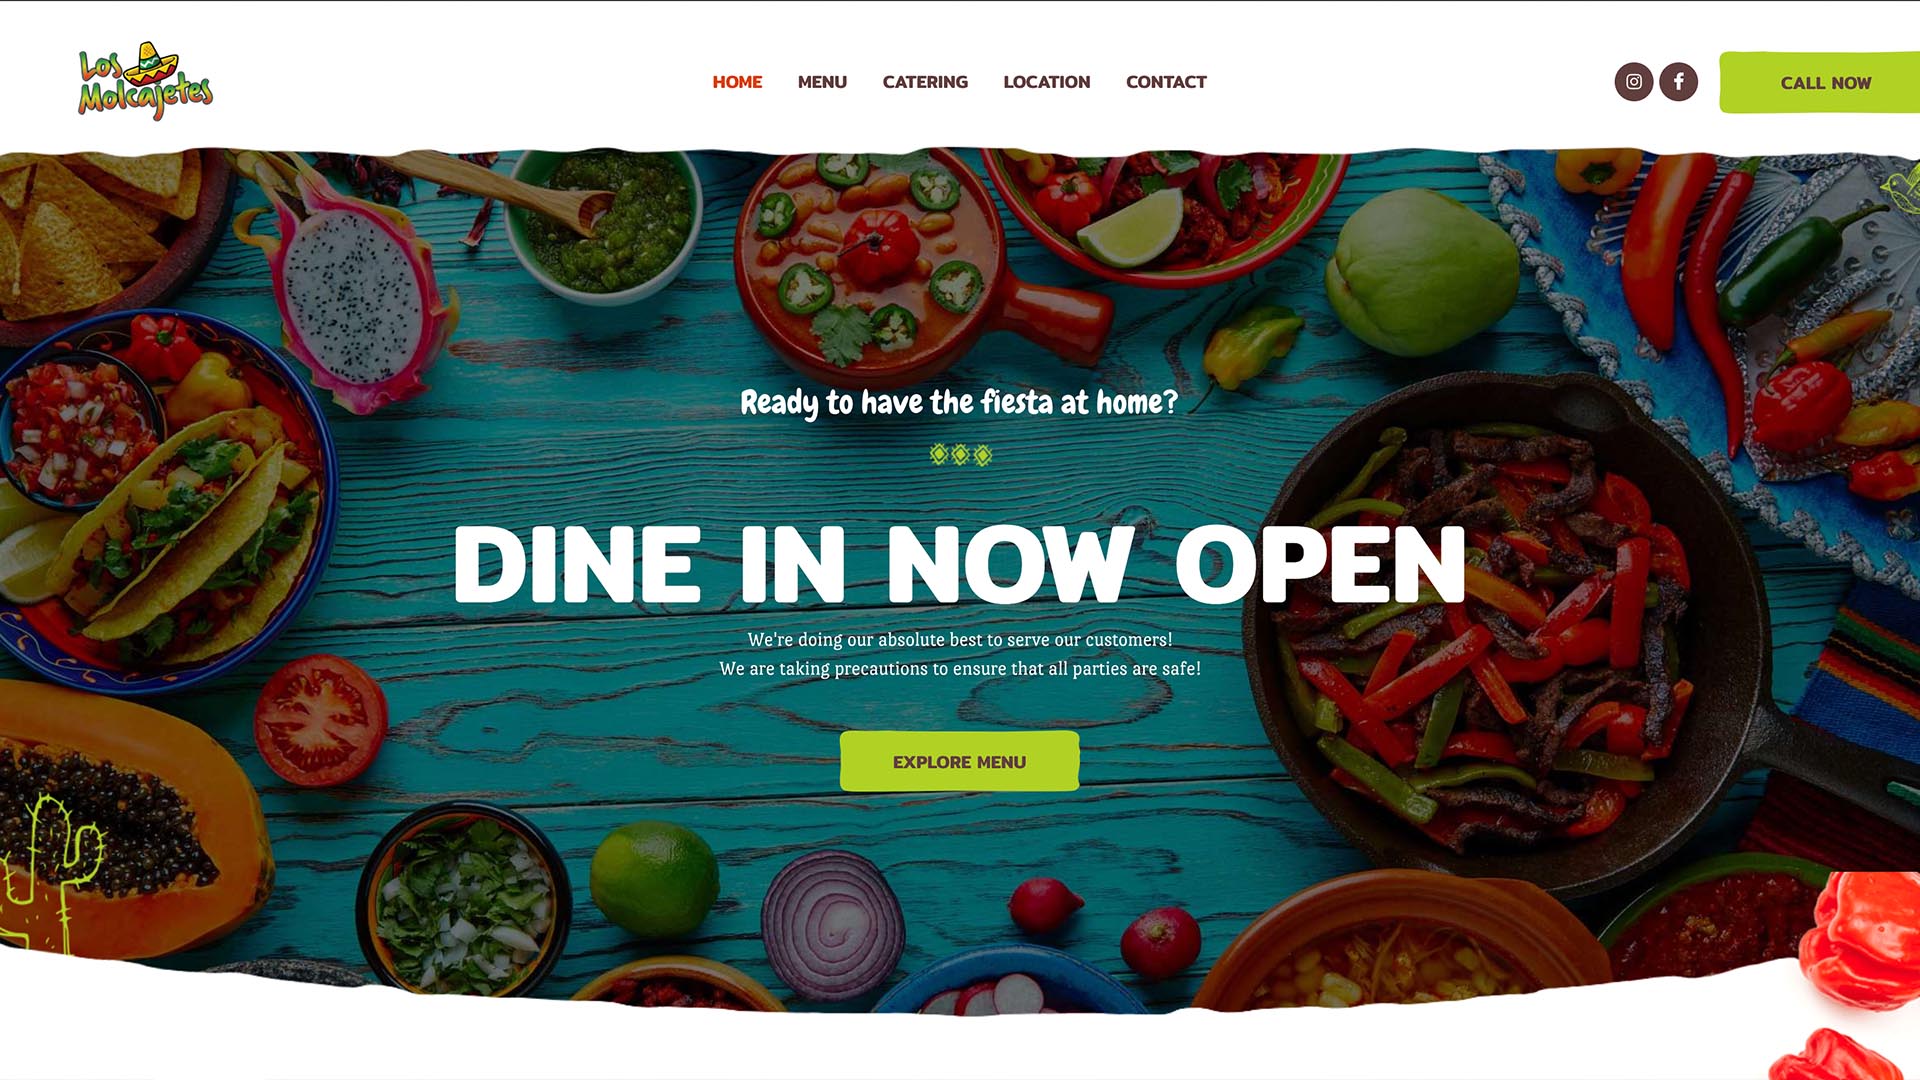 Los
Molcajetes
HOME MENU CATERING LOCATION CONTACT
CALL NOW
Ready to have the fiesta at home?
DINE IN NOW OPEN
We're doing our absolute best to serve our customers!
We are taking precautions to ensure that all parties are safe!
EXPLORE MENU